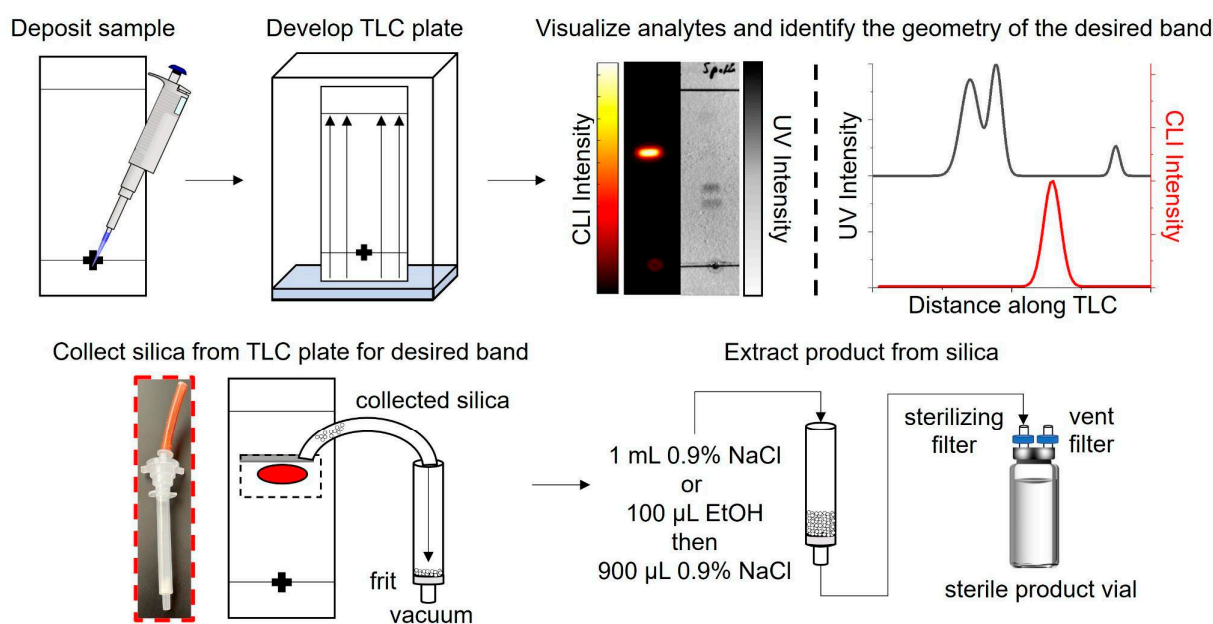 Deposit sample
Develop TLC plate
Visualize analytes and identify the geometry of the desired band
CLI Intensity
UV Intensity
UV Intensity
CLI Intensity
Distance along TLC
Collect silica from TLC plate for desired band
collected silica
frit
vacuum
Extract product from silica
1 mL 0.9% NaCl
or
100 µL EtOH
then
900 µL 0.9% NaCl
sterilizing
filter
vent
filter
sterile product vial